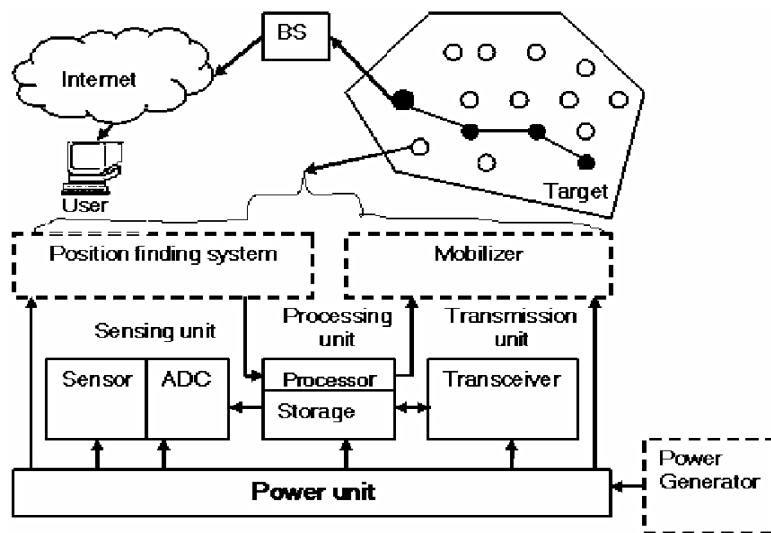 BS
Internet
User
Target
Position finding system
Mobilizer
Sensing unit
Processing
unit
Transmission
unit
Sensor
ADC
Processor
Storage
Transceiver
Power unit
Power
Generator